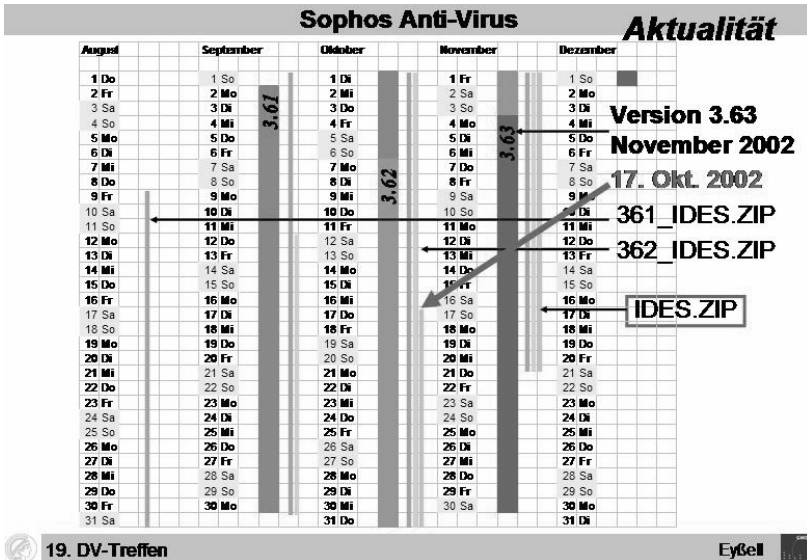 Sophos Anti-Virus
Aktualität
August September Oktober November Dezember
1 Do 1 So 1 Di 1 Fr 1 So
2 Fr 2 Mo 2 Mi 2 Sa 2 Mo
3 Sa 3 Di 3 Do 3 So 3 Di
4 So 4 Mi 4 Fr 4 Mo 4 Mi
5 Mo 5 Do 5 Sa 5 Di 5 Do
6 Di 6 Fr 6 So 6 Mi 6 Fr
7 Mi 7 Sa 7 Mo 7 Do 7 Sa
8 Do 8 So 8 Di 8 Fr 8 So
9 Fr 9 Mo 9 Mi 9 Sa 9 Mo
10 Sa 10 Di 10 Do 10 So 10 Di
11 So 11 Mi 11 Fr 11 Mo 11 Mi
12 Mo 12 Do 12 Sa 12 Di 12 Do
13 Di 13 Fr 13 So 13 Mi 13 Fr
14 Mi 14 Sa 14 Mo 14 Do 14 Sa
15 Do 15 So 15 Di 15 Fr 15 So
16 Fr 16 Mo 16 Mi 16 Sa 16 Mo
17 Sa 17 Di 17 Do 17 So 17 Di
18 So 18 Mi 18 Fr 18 Mo 18 Mi
19 Mo 19 Do 19 Sa 19 Di 19 Do
20 Di 20 Fr 20 So 20 Mi 20 Fr
21 Mi 21 Sa 21 Mo 21 Do 21 Sa
22 Do 22 So 22 Di 22 Fr 22 So
23 Fr 23 Mo 23 Mi 23 Sa 23 Mo
24 Sa 24 Di 24 Do 24 So 24 Di
25 So 25 Mi 25 Fr 25 Mo 25 Mi
26 Mo 26 Do 26 Sa 26 Di 26 Do
27 Di 27 Fr 27 So 27 Mi 27 Fr
28 Mi 28 Sa 28 Mo 28 Do 28 Sa
29 Do 29 So 29 Di 29 Fr 29 So
30 Fr 30 Mo 30 Mi 30 Sa 30 Mo
31 Sa 31 Do 31 Di
3.61
3.62
3.63
Version 3.63
November 2002
17. Okt. 2002
361_IDES.ZIP
362_IDES.ZIP
IDES.ZIP
19. DV-Treffen
Eyßell